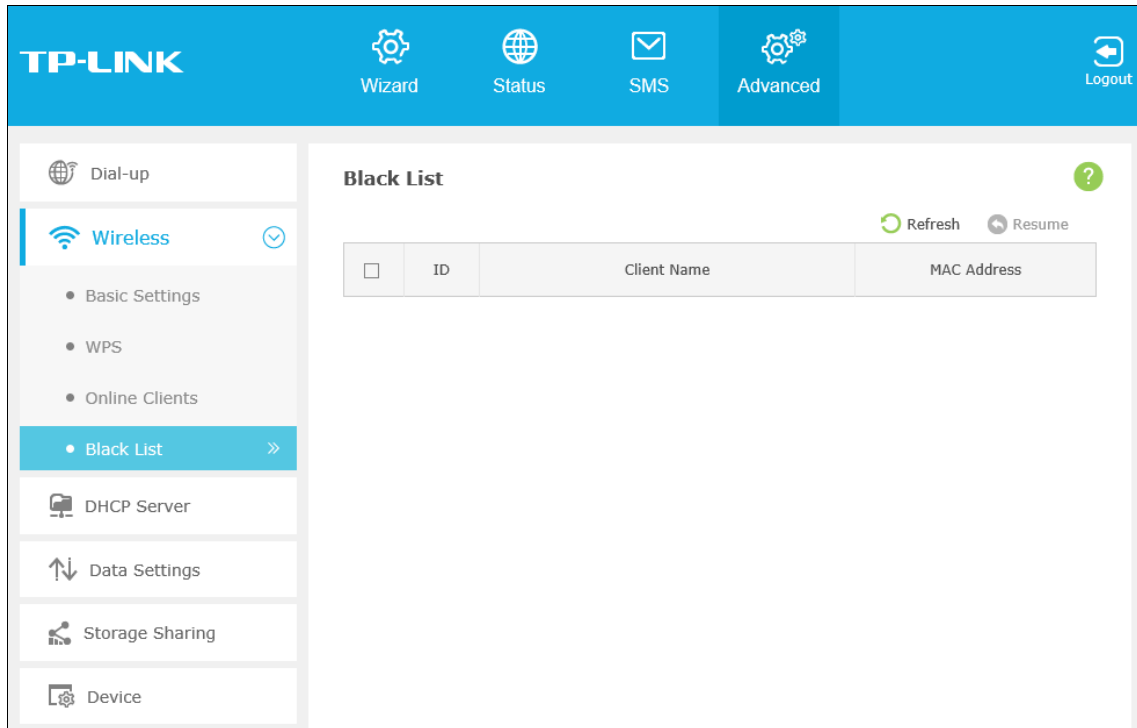 TP-LINK
Wizard
Status
SMS
Advanced
Logout
Dial-up
Wireless
Basic Settings
WPS
Online Clients
Black List
DHCP Server
Data Settings
Storage Sharing
Device
Black List
?
Refresh
Resume
ID Client Name MAC Address